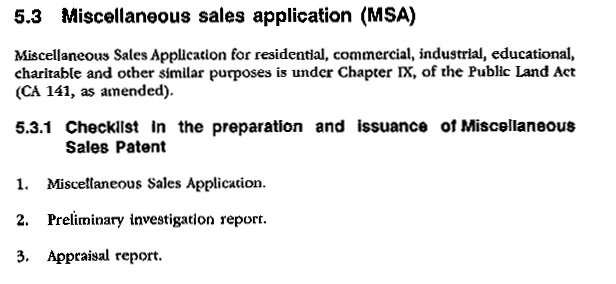 5.3 Miscellaneous sales application (MSA)
Miscellaneous Sales Application for residential, commercial, industrial, educational,
charitable and other similar purposes is under Chapter IX, of the Public Land Act
(CA 141, as amended).
5.3.1 Checklist in the preparation and issuance of Miscellaneous
Sales Patent
1. Miscellaneous Sales Application.
2. Preliminary investigation report.
3. Appraisal report.